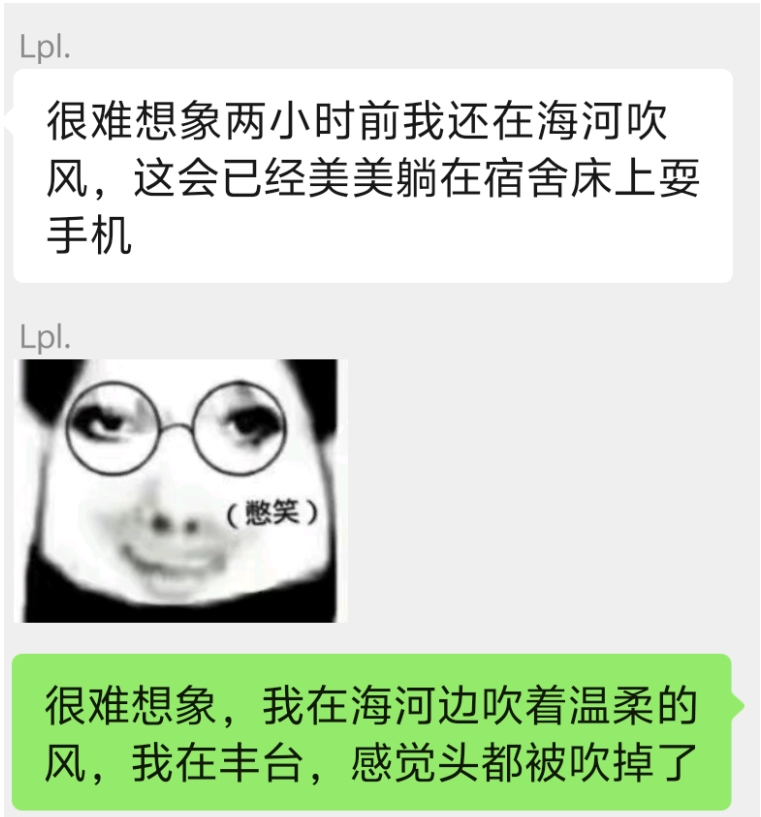 Lpl.
很难想象两小时前我还在海河吹
风，这会已经美美躺在宿舍床上耍
手机
Lpl.
（憋笑）
很难想象，我在海河边吹着温柔的
风，我在丰台，感觉头都被吹掉了